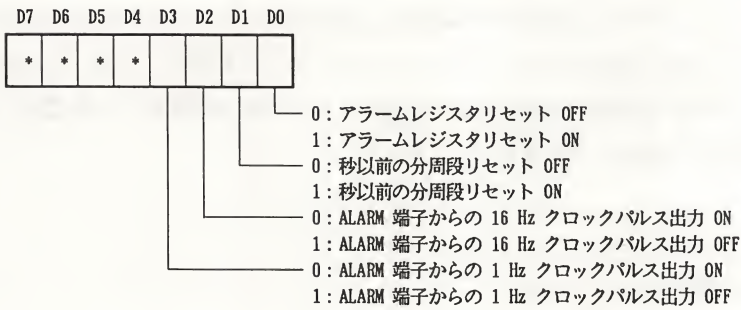 D7 D6 D5 D4 D3 D2 D1 D0
* * * *
0:アラームレジスタリセット OFF
1:アラームレジスタリセット ON
0:秒以前の分周段リセット OFF
1:秒以前の分周段リセット ON
0:ALARM 端子からの 16 Hz クロックパルス出力 ON
1:ALARM 端子からの 16 Hz クロックパルス出力 OFF
0:ALARM 端子からの 1 Hz クロックパルス出力 ON
1:ALARM 端子からの 1 Hz クロックパルス出力 OFF